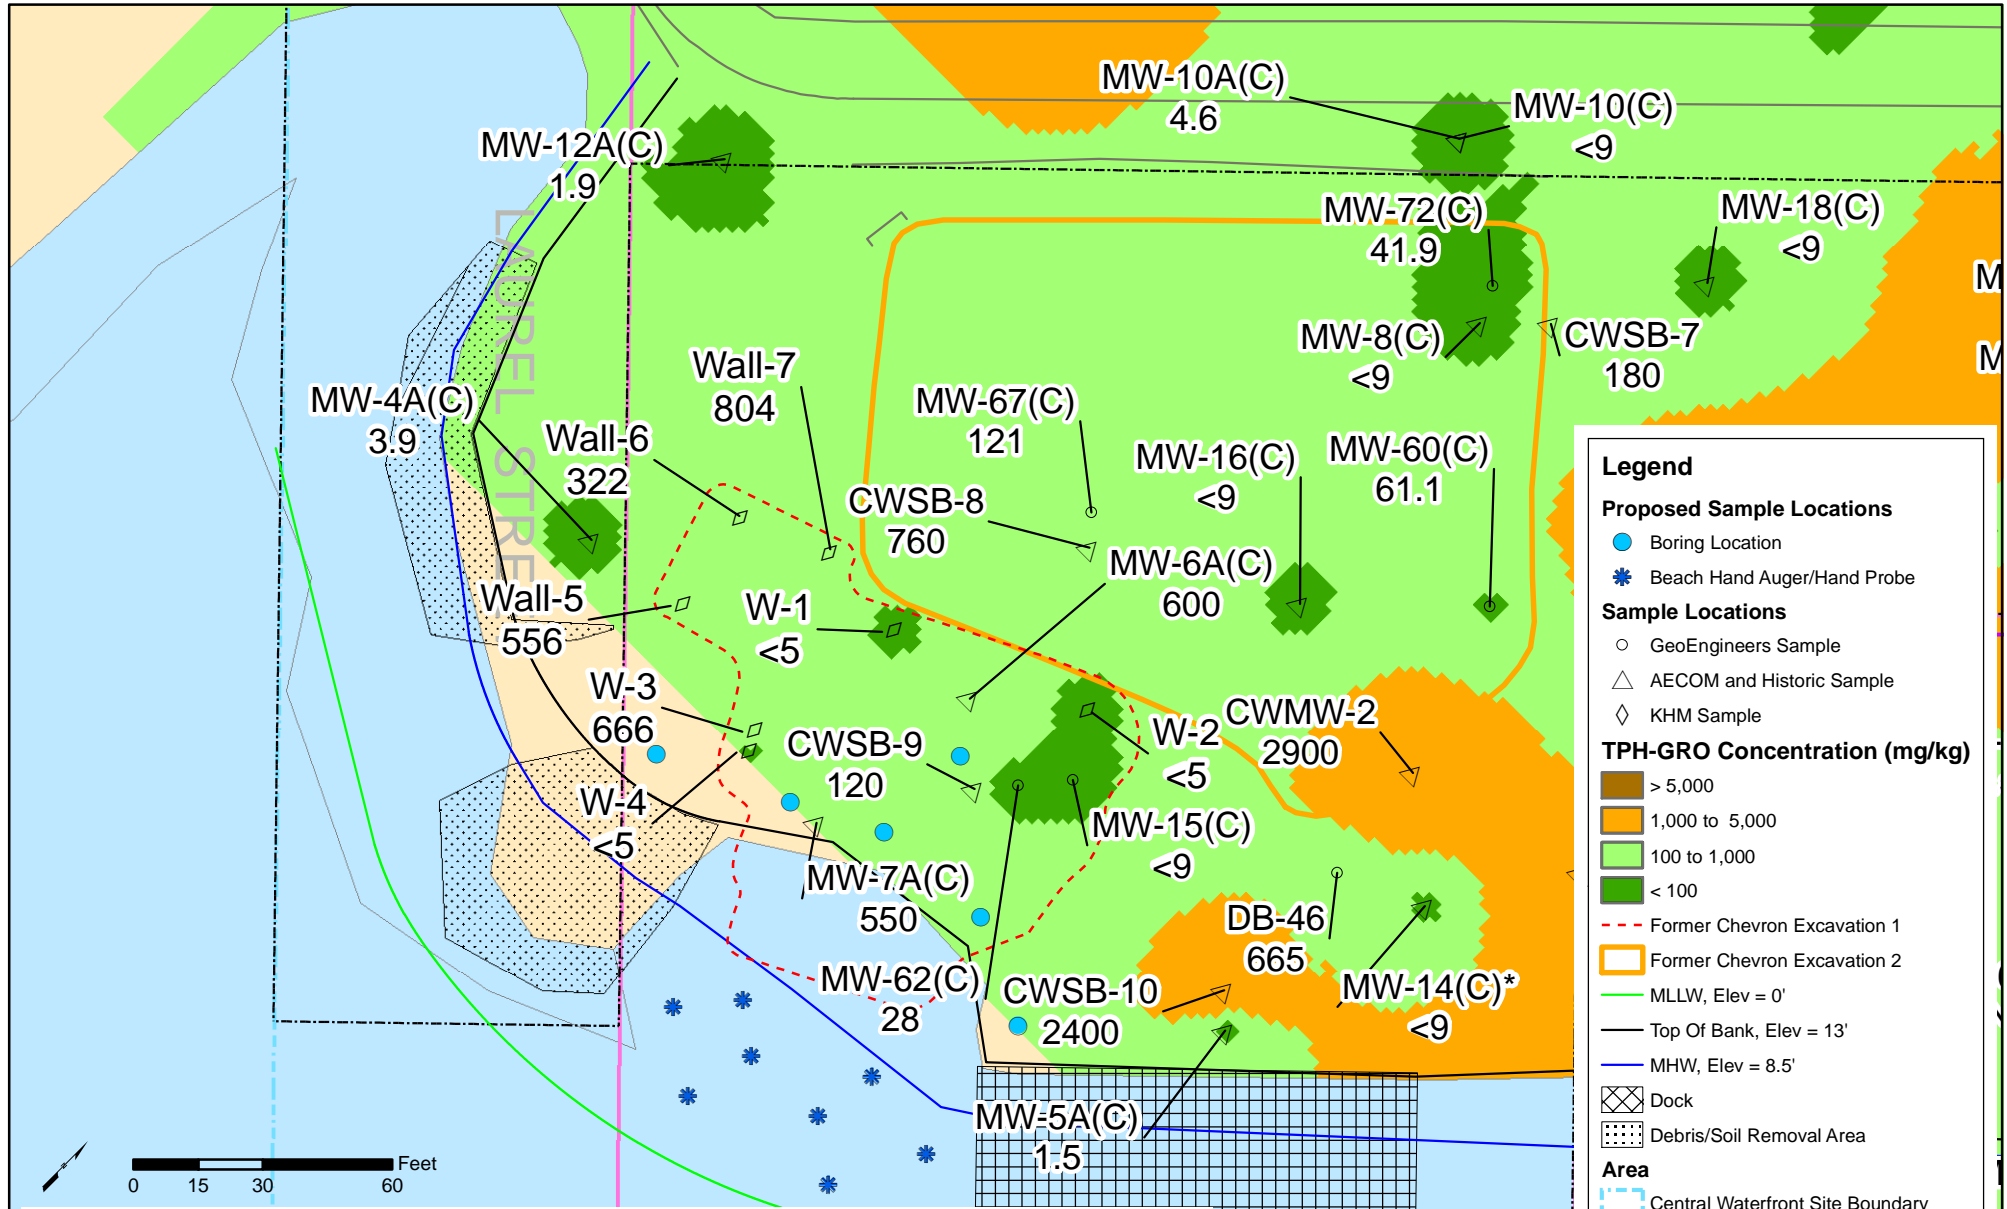 MW-10A(C)
4.6
MW-10(C)
<9
MW-12A(C)
1.9
MW-72(C)
41.9
MW-18(C)
<9
M
MW-8(C)
<9
CWSB-7
180
M
LAUREL STRE
MW-4A(C)
3.9
Wall-7
804
Wall-6
322
MW-67(C)
121
MW-16(C)
<9
MW-60(C)
61.1
CWSB-8
760
MW-6A(C)
600
Wall-5
556
W-1
<5
W-3
666
CWSB-9
120
W-2
<5
CWMW-2
2900
W-4
<5
MW-15(C)
<9
MW-7A(C)
550
DB-46
665
MW-62(C)
28
CWSB-10
2400
MW-14(C)*
<9
MW-5A(C)
1.5
Feet
0 15 30 60
Legend
Proposed Sample Locations
Boring Location
Beach Hand Auger/Hand Probe
Sample Locations
GeoEngineers Sample
AECOM and Historic Sample
KHM Sample
TPH-GRO Concentration (mg/kg)
> 5,000
1,000 to 5,000
100 to 1,000
< 100
Former Chevron Excavation 1
Former Chevron Excavation 2
MLLW, Elev = 0'
Top Of Bank, Elev = 13'
MHW, Elev = 8.5'
Dock
Debris/Soil Removal Area
Area
Central Waterfront Site Boundary